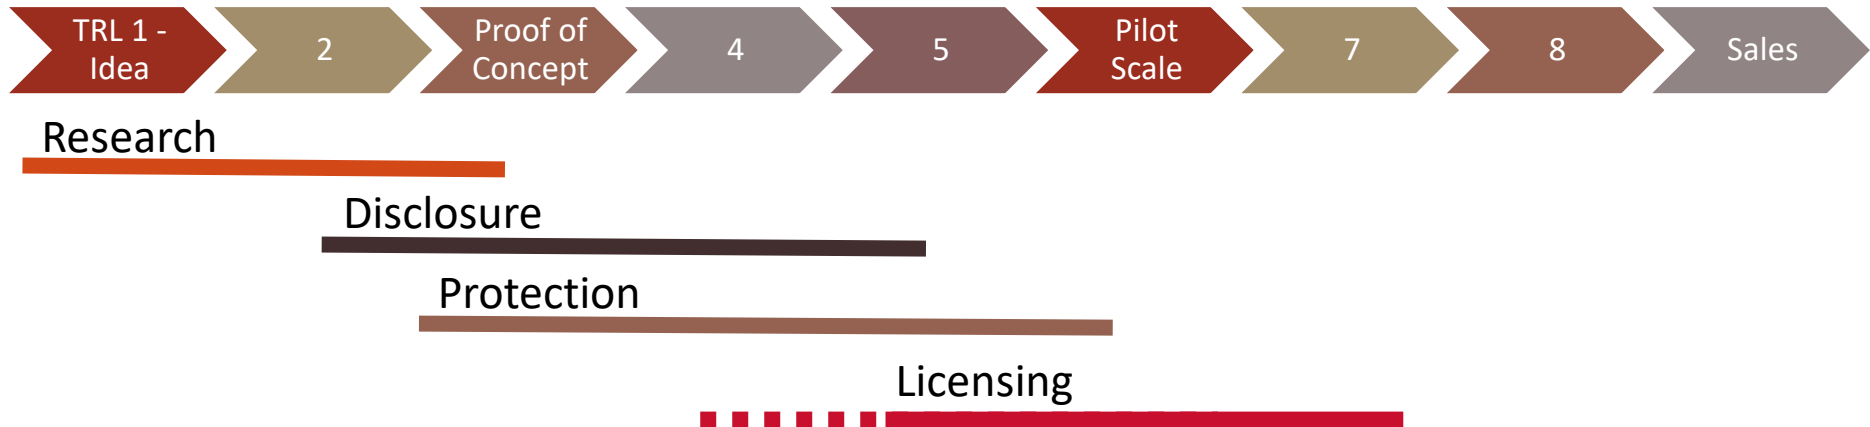 TRL 1 -
Idea
2
Proof of
Concept
4
5
Pilot
Scale
7
8
Sales
Research
Disclosure
Protection
Licensing